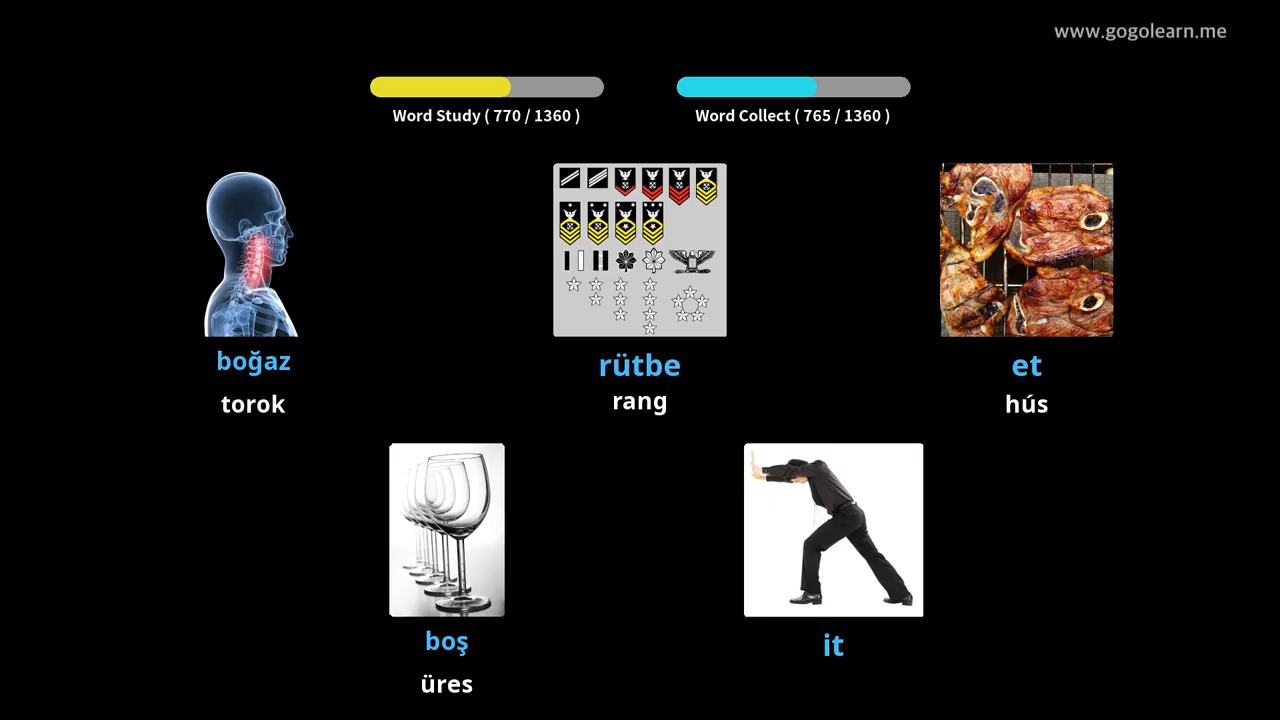 www.gogolearn.me
Word Study ( 770 / 1360 )
Word Collect ( 765 / 1360 )
boğaz
torok
rütbe
rang
et
hús
boş
üres
it